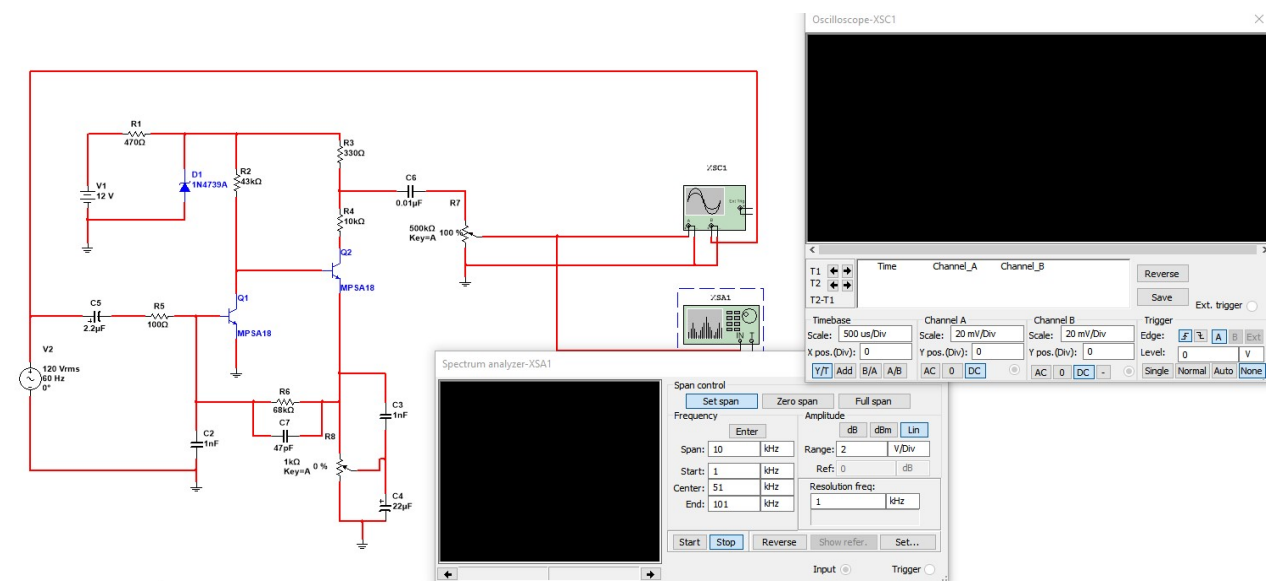 Oscilloscope-XSC1
R1
470Ω
R3
330Ω
D1
1N4739A
R2
43kΩ
V1
12 V
XSC1
Ext Trig
A
B
C6
0.01µF
R7
500kΩ
Key=A
100 %
R4
10kΩ
Q2
MPSA18
Q1
MPSA18
C5
2.2µF
R5
100Ω
V2
120 Vrms
60 Hz
0°
XSA1
IN T
R6
68kΩ
C7
47pF
C2
1nF
C3
1nF
R8
1kΩ
Key=A
0 %
C4
22µF
T1
T2
T2-T1
Time Channel_A Channel_B
Reverse
Save
Ext. trigger
Timebase
Scale: 500 us/Div
X pos.(Div): 0
Y/T Add B/A A/B
Channel A
Scale: 20 mV/Div
Y pos.(Div): 0
AC 0 DC
Channel B
Scale: 20 mV/Div
Y pos.(Div): 0
AC 0 DC -
Trigger
Edge: A B Ext
Level: 0 V
Single Normal Auto None
Spectrum analyzer-XSA1
Span control
Set span Zero span Full span
Frequency
Enter
Span: 10 kHz
Start: 1 kHz
Center: 51 kHz
End: 101 kHz
Amplitude
dB dBm Lin
Range: 2 V/Div
Ref: 0 dB
Resolution freq:
1 kHz
Start Stop Reverse Show refer. Set...
Input Trigger